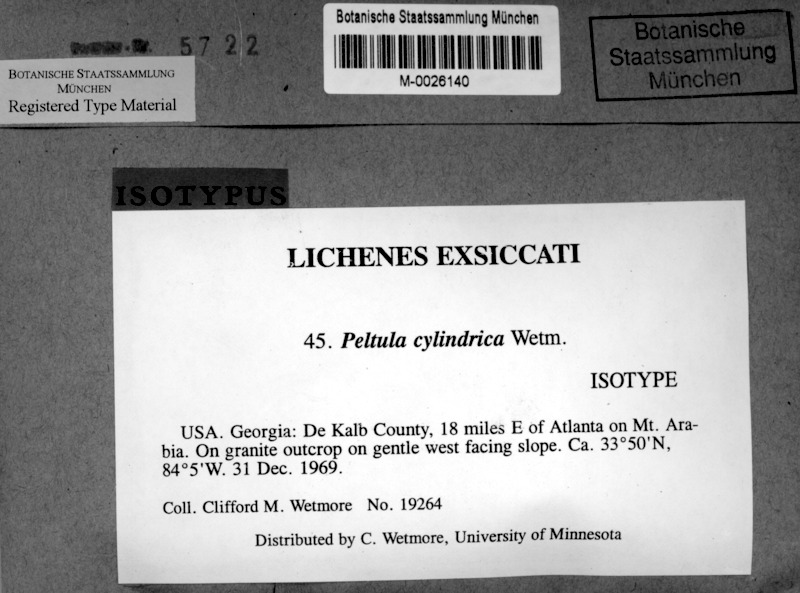 5722
Botanische Staatssammlung München
M-0026140
Botanische
Staatssammlung
München
BOTANISCHE STAATSSAMMLUNG
MÜNCHEN
Registered Type Material
ISOTYPUS
LICHENES EXSICCATI
45. Peltula cylindrica Wetm.
ISOTYPE
USA. Georgia: De Kalb County, 18 miles E of Atlanta on Mt. Ara-
bia. On granite outcrop on gentle west facing slope. Ca. 33°50'N,
84°5'W. 31 Dec. 1969.
Coll. Clifford M. Wetmore No. 19264
Distributed by C. Wetmore, University of Minnesota